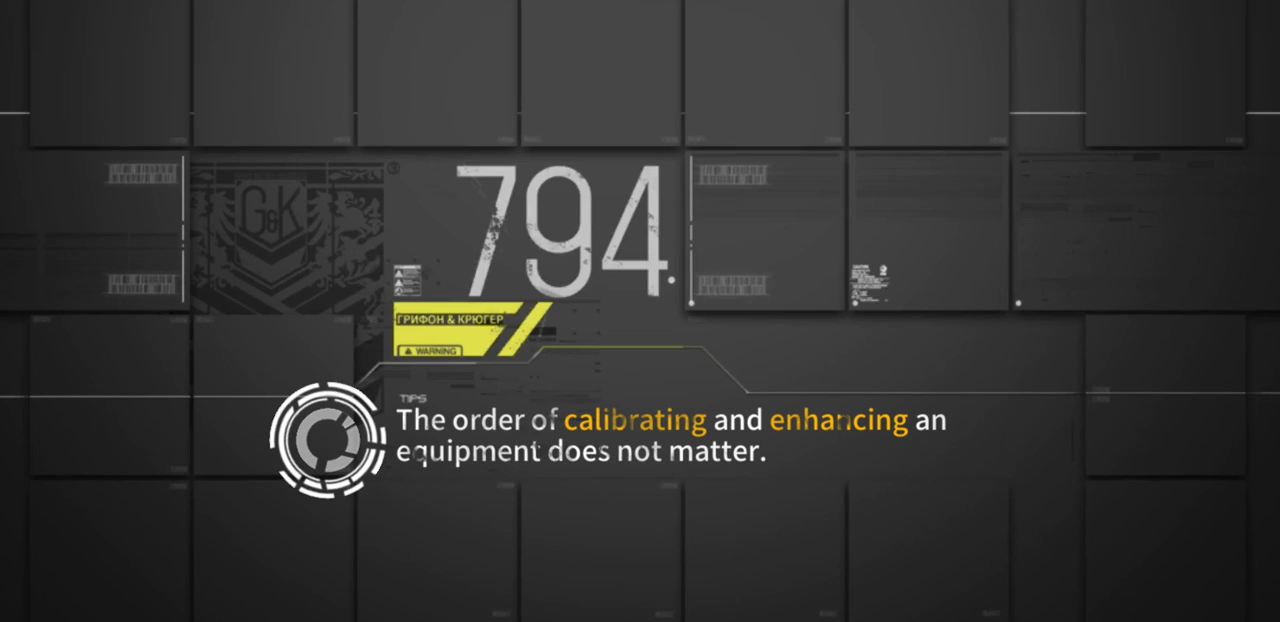 G&K
794.
ГРИФОН & КРЮГЕР
WARNING
TIPS
The order of calibrating and enhancing an
equipment does not matter.